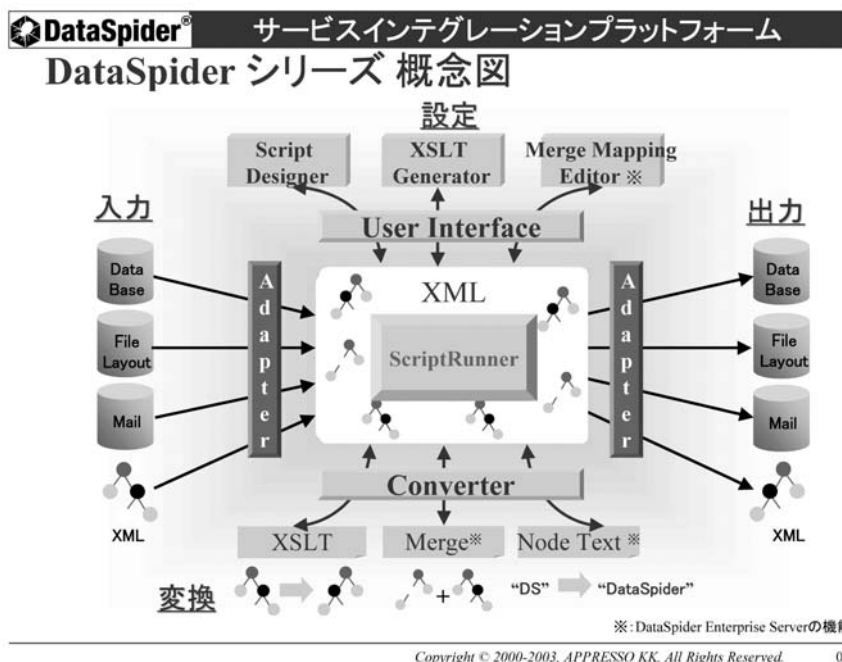 DataSpider® サービスインテグレーションプラットフォーム
DataSpider シリーズ 概念図
設定
Script
Designer
XSLT
Generator
Merge Mapping
Editor ※
User Interface
入力
Data
Base
File
Layout
Mail
XML
Adapter
XML
ScriptRunner
Adapter
出力
Data
Base
File
Layout
Mail
XML
Converter
XSLT
Merge※
Node Text※
変換
+
“DS”
“DataSpider”
※:DataSpider Enterprise Serverの機
Copyright © 2000-2003, APPRESSO KK, All Rights Reserved.